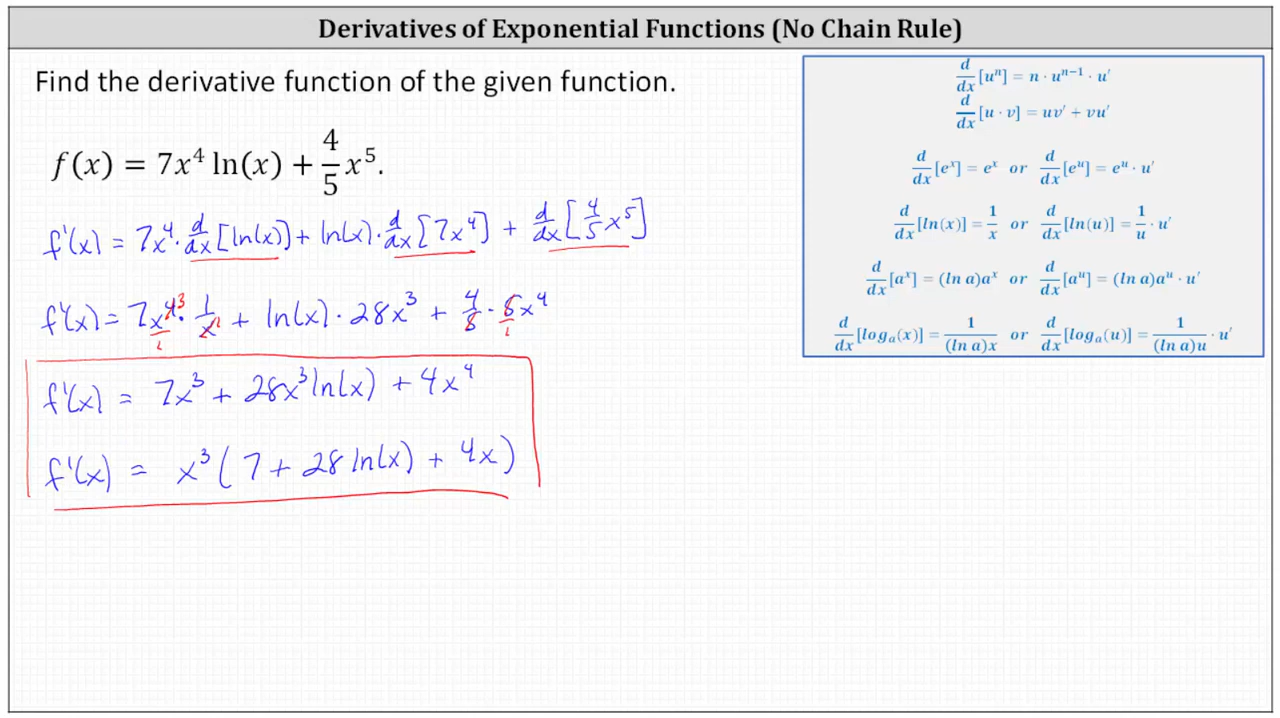 Derivatives of Exponential Functions (No Chain Rule)
Find the derivative function of the given function.
f(x) = 7x⁴ ln(x) + 4/5 x⁵.
f'(x) = 7x⁴ · d/dx [ln(x)] + ln(x) · d/dx [7x⁴] + d/dx [4/5 x⁵]
f'(x) = 7x⁴ ³ · 1/x 1 + ln(x) · 28x³ + 4/5 · 5x⁴
1 1
f'(x) = 7x³ + 28x³ ln(x) + 4x⁴
f'(x) = x³ (7 + 28 ln(x) + 4x)
d/dx [uⁿ] = n · uⁿ⁻¹ · u'
d/dx [u · v] = uv' + vu'
d/dx [eˣ] = eˣ or d/dx [eᵘ] = eᵘ · u'
d/dx [ln(x)] = 1/x or d/dx [ln(u)] = 1/u · u'
d/dx [aˣ] = (ln a)aˣ or d/dx [aᵘ] = (ln a)aᵘ · u'
d/dx [logₐ(x)] = 1/(ln a)x or d/dx [logₐ(u)] = 1/(ln a)u · u'